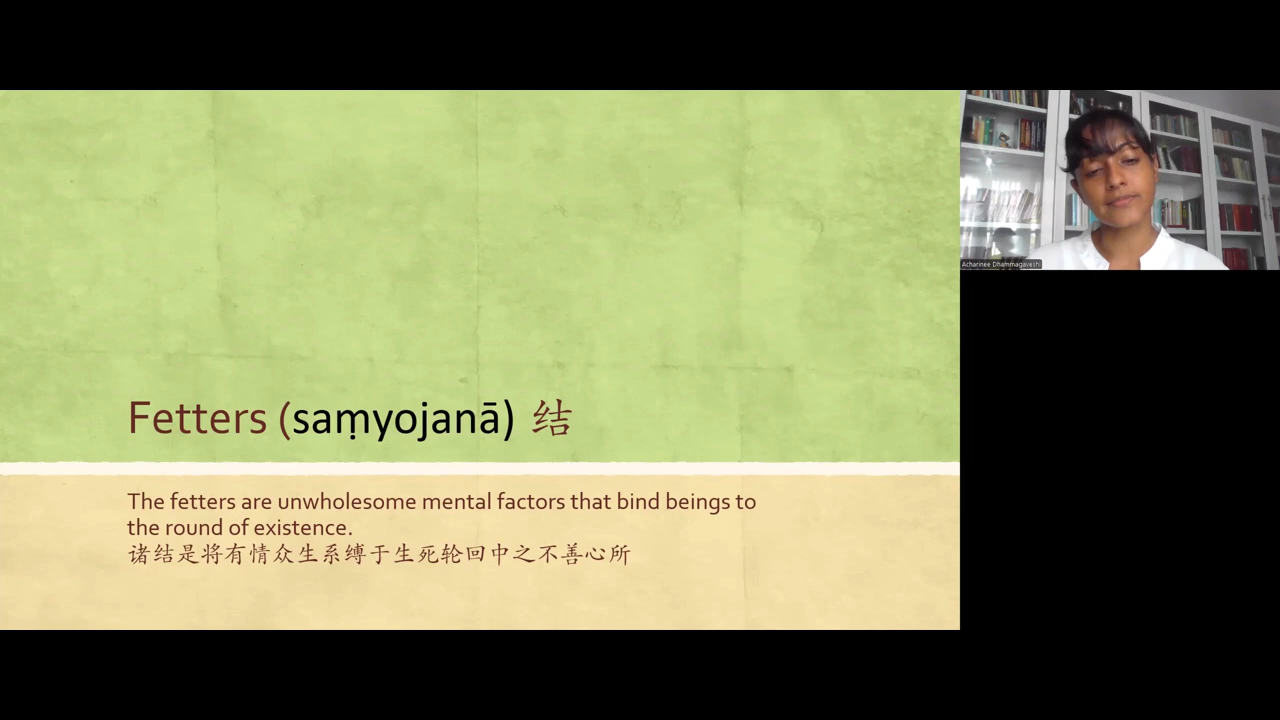 Fetters (saṃyojanā) 结
The fetters are unwholesome mental factors that bind beings to
the round of existence.
诸结是将有情众生系缚于生死轮回中之不善心所
Acharinee Dhammagaveshi